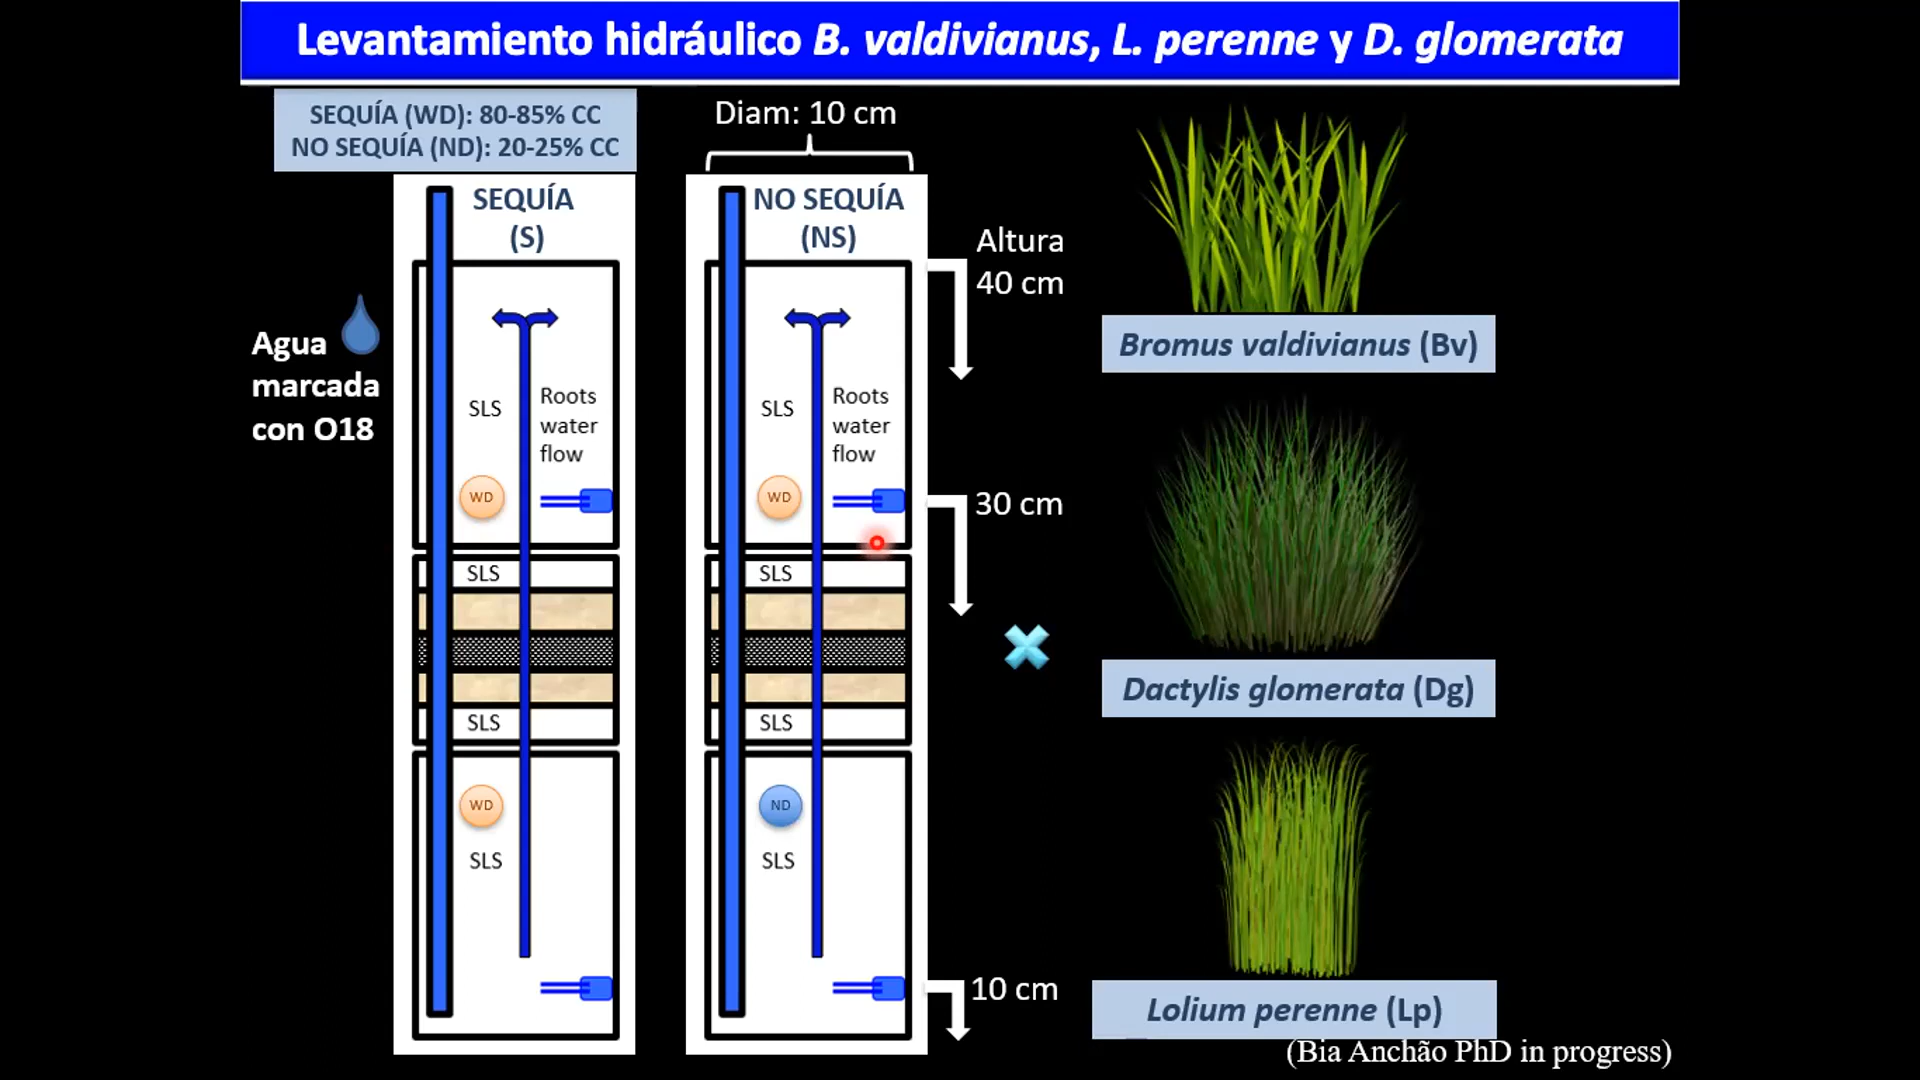 Levantamiento hidráulico B. valdivianus, L. perenne y D. glomerata
SEQUÍA (WD): 80-85% CC
NO SEQUÍA (ND): 20-25% CC
Diam: 10 cm
SEQUÍA
(S)
NO SEQUÍA
(NS)
Altura
40 cm
Agua
marcada
con O18
SLS
Roots
water
flow
WD
SLS
SLS
WD
SLS
SLS
Roots
water
flow
WD
SLS
SLS
ND
SLS
30 cm
10 cm
Bromus valdivianus (Bv)
Dactylis glomerata (Dg)
Lolium perenne (Lp)
(Bia Anchão PhD in progress)